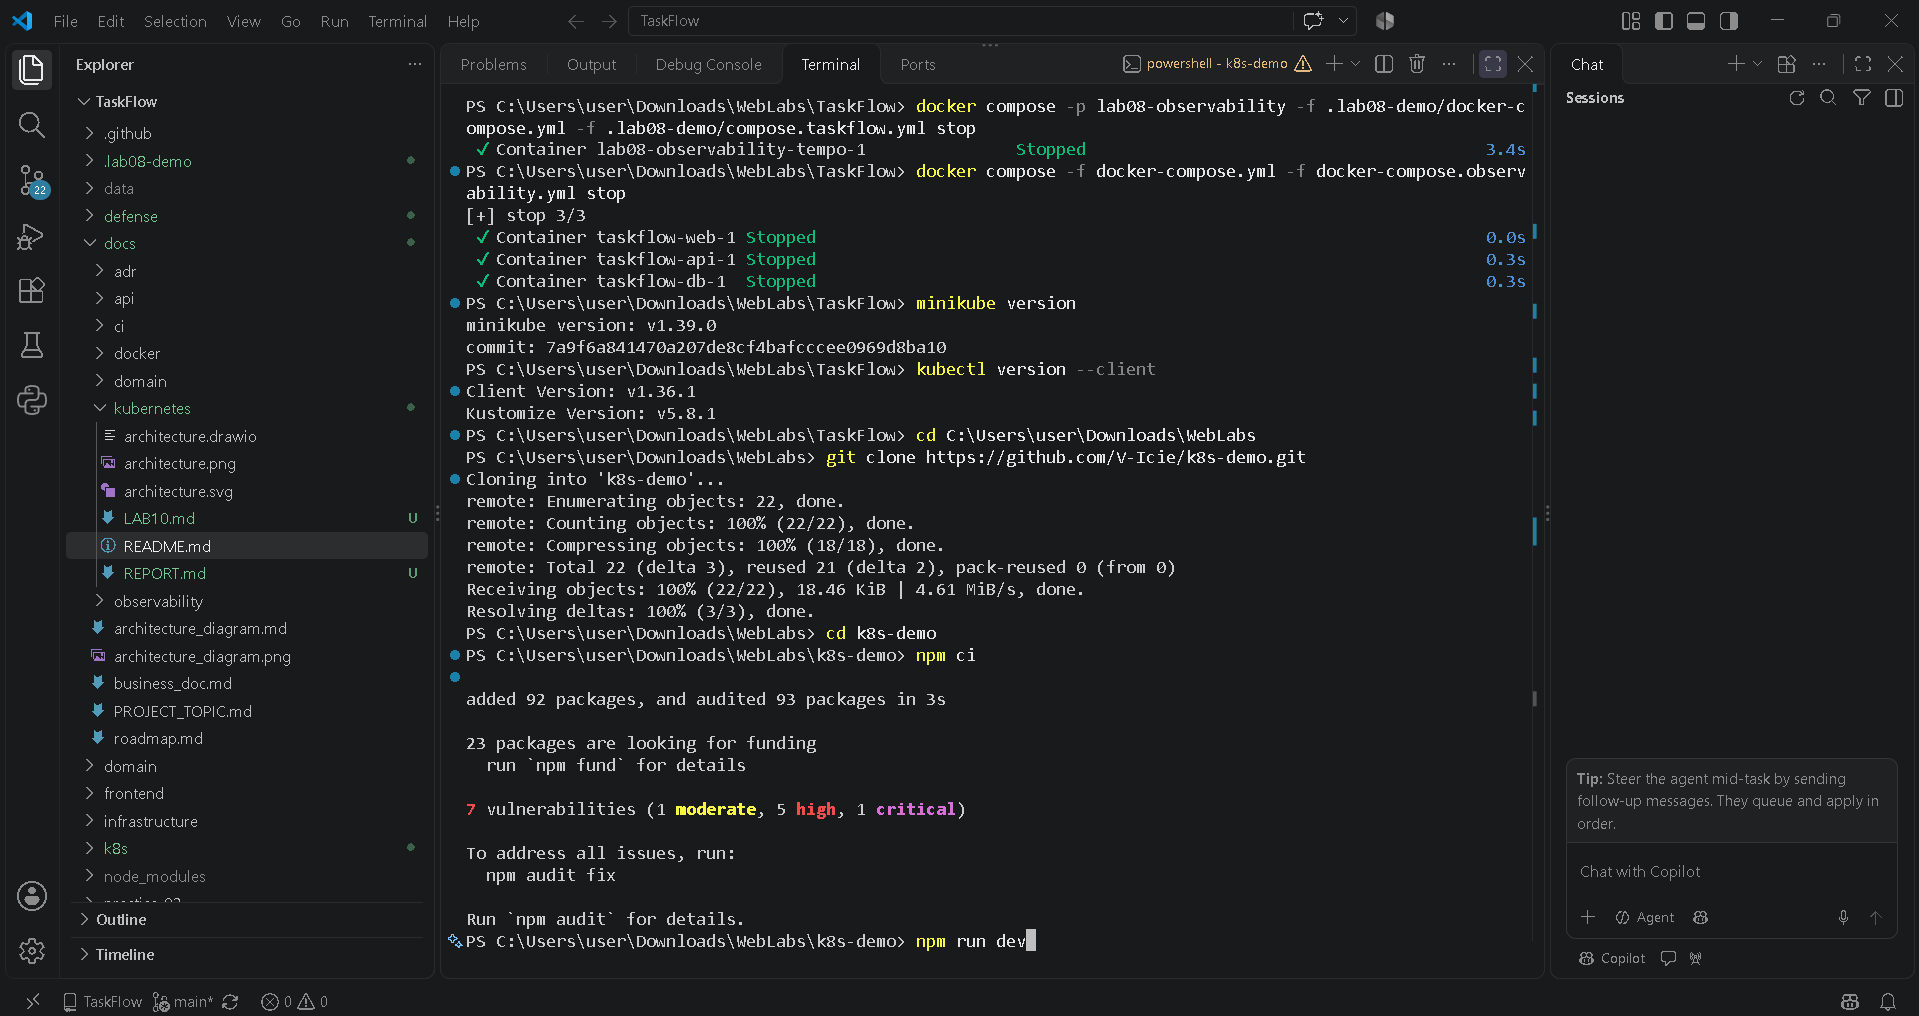 File Edit Selection View Go Run Terminal Help
TaskFlow
Explorer
TaskFlow
.github
.lab08-demo
data
defense
docs
adr
api
ci
docker
domain
kubernetes
architecture.drawio
architecture.png
architecture.svg
LAB10.md U
README.md
REPORT.md U
observability
architecture_diagram.md
architecture_diagram.png
business_doc.md
PROJECT_TOPIC.md
roadmap.md
domain
frontend
infrastructure
k8s
node_modules
Outline
Timeline
22
Problems Output Debug Console Terminal Ports
powershell - k8s-demo
PS C:\Users\user\Downloads\WebLabs\TaskFlow> docker compose -p lab08-observability -f .lab08-demo/docker-c
ompose.yml -f .lab08-demo/compose.taskflow.yml stop
✓ Container lab08-observability-tempo-1 Stopped 3.4s
PS C:\Users\user\Downloads\WebLabs\TaskFlow> docker compose -f docker-compose.yml -f docker-compose.observ
ability.yml stop
[+] stop 3/3
✓ Container taskflow-web-1 Stopped 0.0s
✓ Container taskflow-api-1 Stopped 0.3s
✓ Container taskflow-db-1 Stopped 0.3s
PS C:\Users\user\Downloads\WebLabs\TaskFlow> minikube version
minikube version: v1.39.0
commit: 7a9f6a841470a207de8cf4bafcccee0969d8ba10
PS C:\Users\user\Downloads\WebLabs\TaskFlow> kubectl version --client
Client Version: v1.36.1
Kustomize Version: v5.8.1
PS C:\Users\user\Downloads\WebLabs\TaskFlow> cd C:\Users\user\Downloads\WebLabs
PS C:\Users\user\Downloads\WebLabs> git clone https://github.com/V-Icie/k8s-demo.git
Cloning into 'k8s-demo'...
remote: Enumerating objects: 22, done.
remote: Counting objects: 100% (22/22), done.
remote: Compressing objects: 100% (18/18), done.
remote: Total 22 (delta 3), reused 21 (delta 2), pack-reused 0 (from 0)
Receiving objects: 100% (22/22), 18.46 KiB | 4.61 MiB/s, done.
Resolving deltas: 100% (3/3), done.
PS C:\Users\user\Downloads\WebLabs> cd k8s-demo
PS C:\Users\user\Downloads\WebLabs\k8s-demo> npm ci
added 92 packages, and audited 93 packages in 3s
23 packages are looking for funding
run `npm fund` for details
7 vulnerabilities (1 moderate, 5 high, 1 critical)
To address all issues, run:
npm audit fix
Run `npm audit` for details.
PS C:\Users\user\Downloads\WebLabs\k8s-demo> npm run dev
Chat
Sessions
Tip: Steer the agent mid-task by sending
follow-up messages. They queue and apply in
order.
Chat with Copilot
Agent
Copilot
TaskFlow main* 0 0